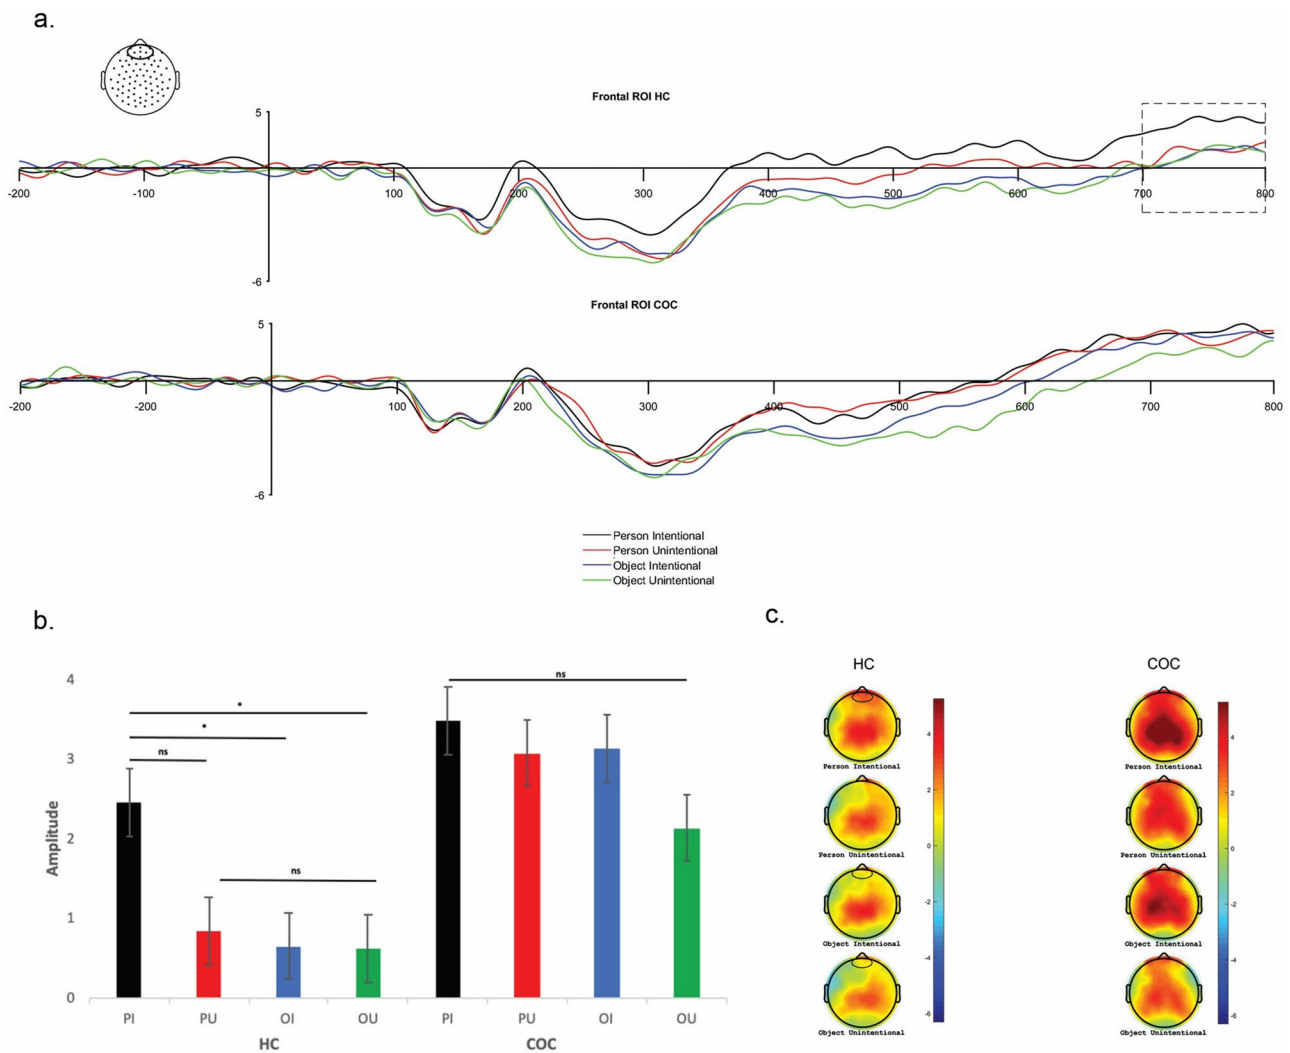 a.
Frontal ROI HC
5
-200 -100 100 200 300 400 500 600 700 800
-6
Frontal ROI COC
5
-200 -200 100 200 300 400 500 600 700 800
-6
Person Intentional
Person Unintentional
Object Intentional
Object Unintentional
b.
4
3
2
1
0
Amplitude
*
*
ns
ns
ns
PI PU OI OU PI PU OI OU
HC COC
c.
HC COC
Person Intentional Person Intentional
Person Unintentional Person Unintentional
Object Intentional Object Intentional
Object Unintentional Object Unintentional
4 4
2 2
0 0
-2 -2
-4 -4
-6 -6